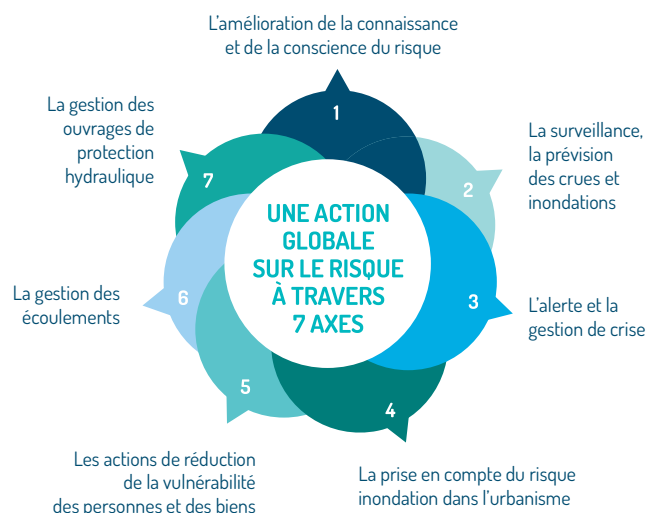 L'amélioration de la connaissance
et de la conscience du risque
1
La surveillance,
la prévision
des crues et
inondations
2
L'alerte et la
gestion de crise
3
La prise en compte du risque
inondation dans l'urbanisme
4
Les actions de réduction
de la vulnérabilité
des personnes et des biens
5
La gestion des
écoulements
6
La gestion des
ouvrages de
protection
hydraulique
7
UNE ACTION
GLOBALE
SUR LE RISQUE
À TRAVERS
7 AXES